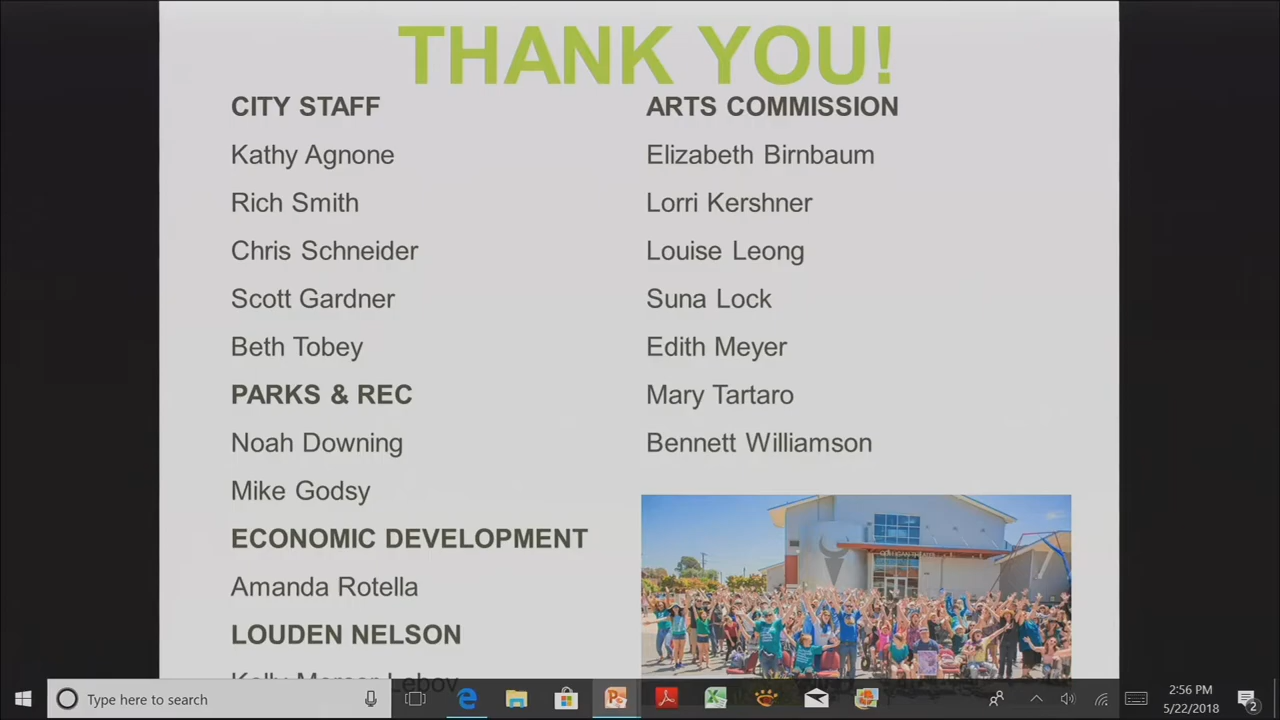 THANK YOU!
CITY STAFF
Kathy Agnone
Rich Smith
Chris Schneider
Scott Gardner
Beth Tobey
PARKS & REC
Noah Downing
Mike Godsy
ECONOMIC DEVELOPMENT
Amanda Rotella
LOUDEN NELSON
ARTS COMMISSION
Elizabeth Birnbaum
Lorri Kershner
Louise Leong
Suna Lock
Edith Meyer
Mary Tartaro
Bennett Williamson
Type here to search
2:56 PM
5/22/2018
2